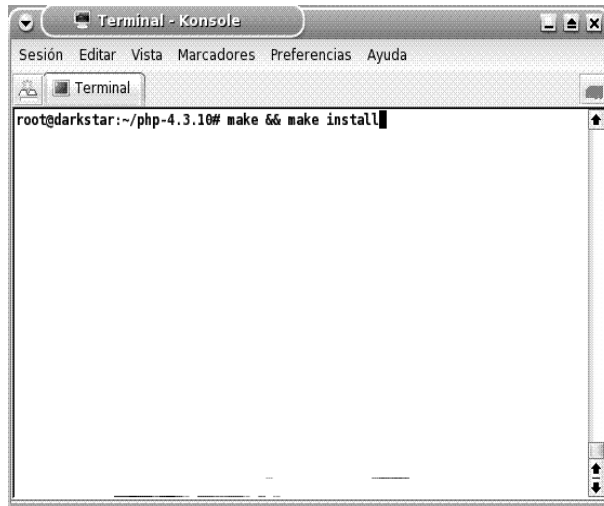 Terminal - Konsole
Sesión Editar Vista Marcadores Preferencias Ayuda
Terminal
root@darkstar:~/php-4.3.10# make && make install